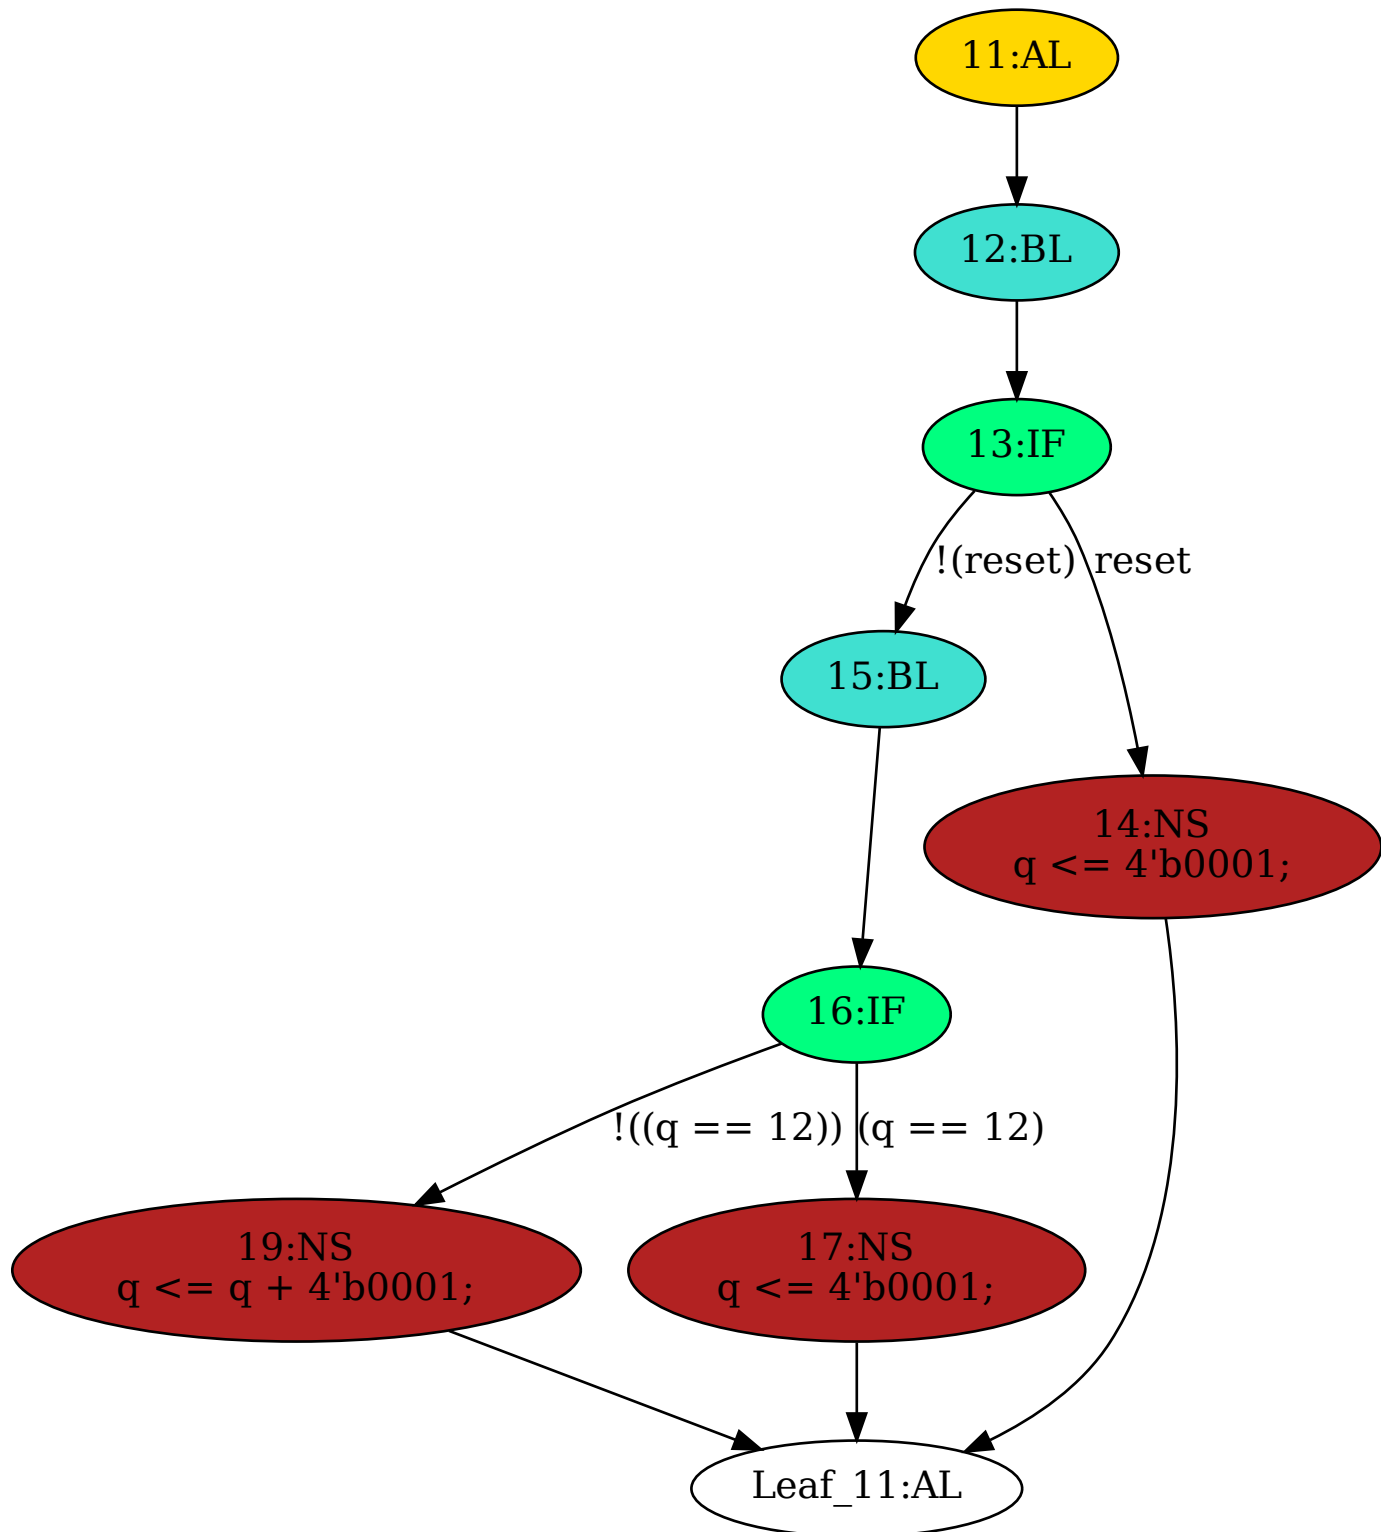 11:AL
12:BL
13:IF
!(reset)
reset
15:BL
14:NS
q <= 4'b0001;
16:IF
!((q == 12))
(q == 12)
19:NS
q <= q + 4'b0001;
17:NS
q <= 4'b0001;
Leaf_11:AL